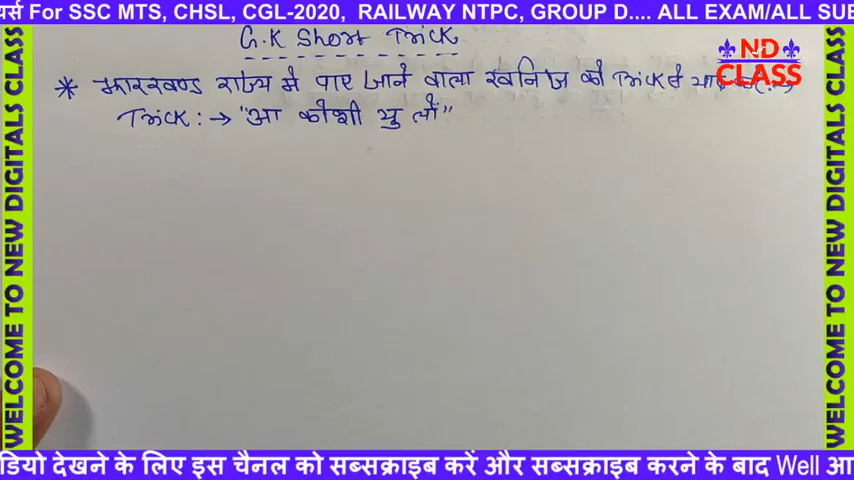 यर्स For SSC MTS, CHSL, CGL-2020, RAILWAY NTPC, GROUP D.... ALL EXAM/ALL SUB
G.K Short Trick
ND
CLASS
* झारखण्ड राज्य में पाए जाने वाला खनिज को Trick से
Trick :→ "आ कोशी यु लौ"
WELCOME TO NEW DIGITALS CLASS
WELCOME TO NEW DIGITALS CLASS
डियो देखने के लिए इस चैनल को सब्सक्राइब करें और सब्सक्राइब करने के बाद Well आ